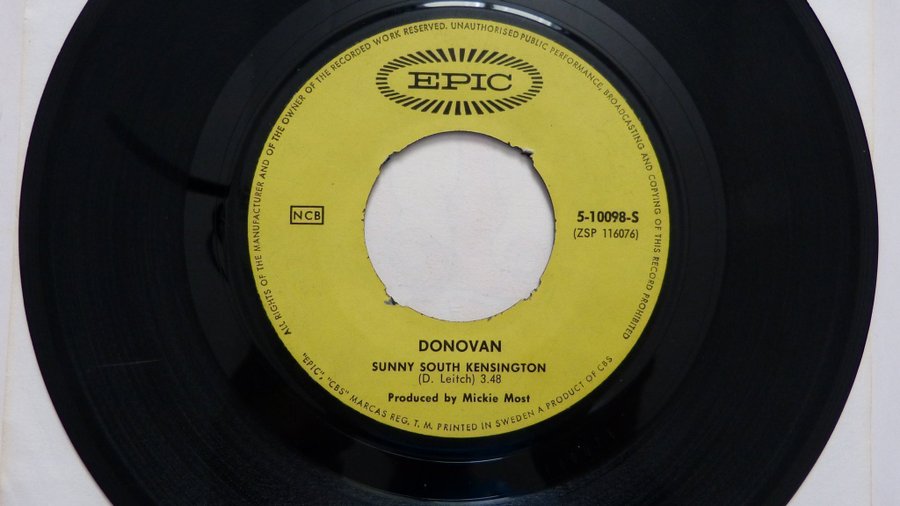 ALL RIGHTS OF THE MANUFACTURER AND OF THE OWNER OF THE RECORDED WORK RESERVED. UNAUTHORISED PUBLIC PERFORMANCE, BROADCASTING AND COPYING OF THIS RECORD PROHIBITED
EPIC
NCB
5-10098-S
(ZSP 116076)
DONOVAN
SUNNY SOUTH KENSINGTON
(D. Leitch) 3.48
Produced by Mickie Most
"EPIC", "CBS" MARCAS REG. T. M. PRINTED IN SWEDEN A PRODUCT OF CBS